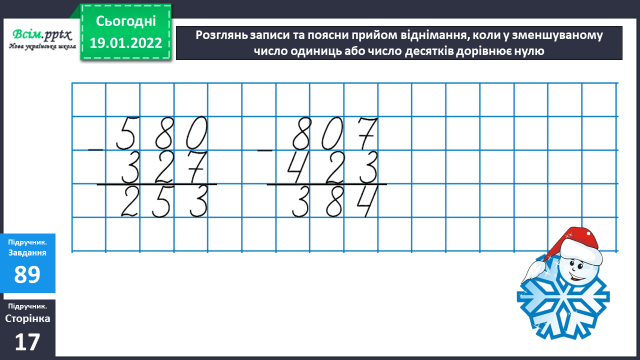 Всім.pptx
Нова українська школа
Сьогодні
19.01.2022
Розглянь записи та поясни прийом віднімання, коли у зменшуваному
число одиниць або число десятків дорівнює нулю
580
– 327
253
807
– 423
384
Підручник.
Завдання
89
Підручник.
Сторінка
17